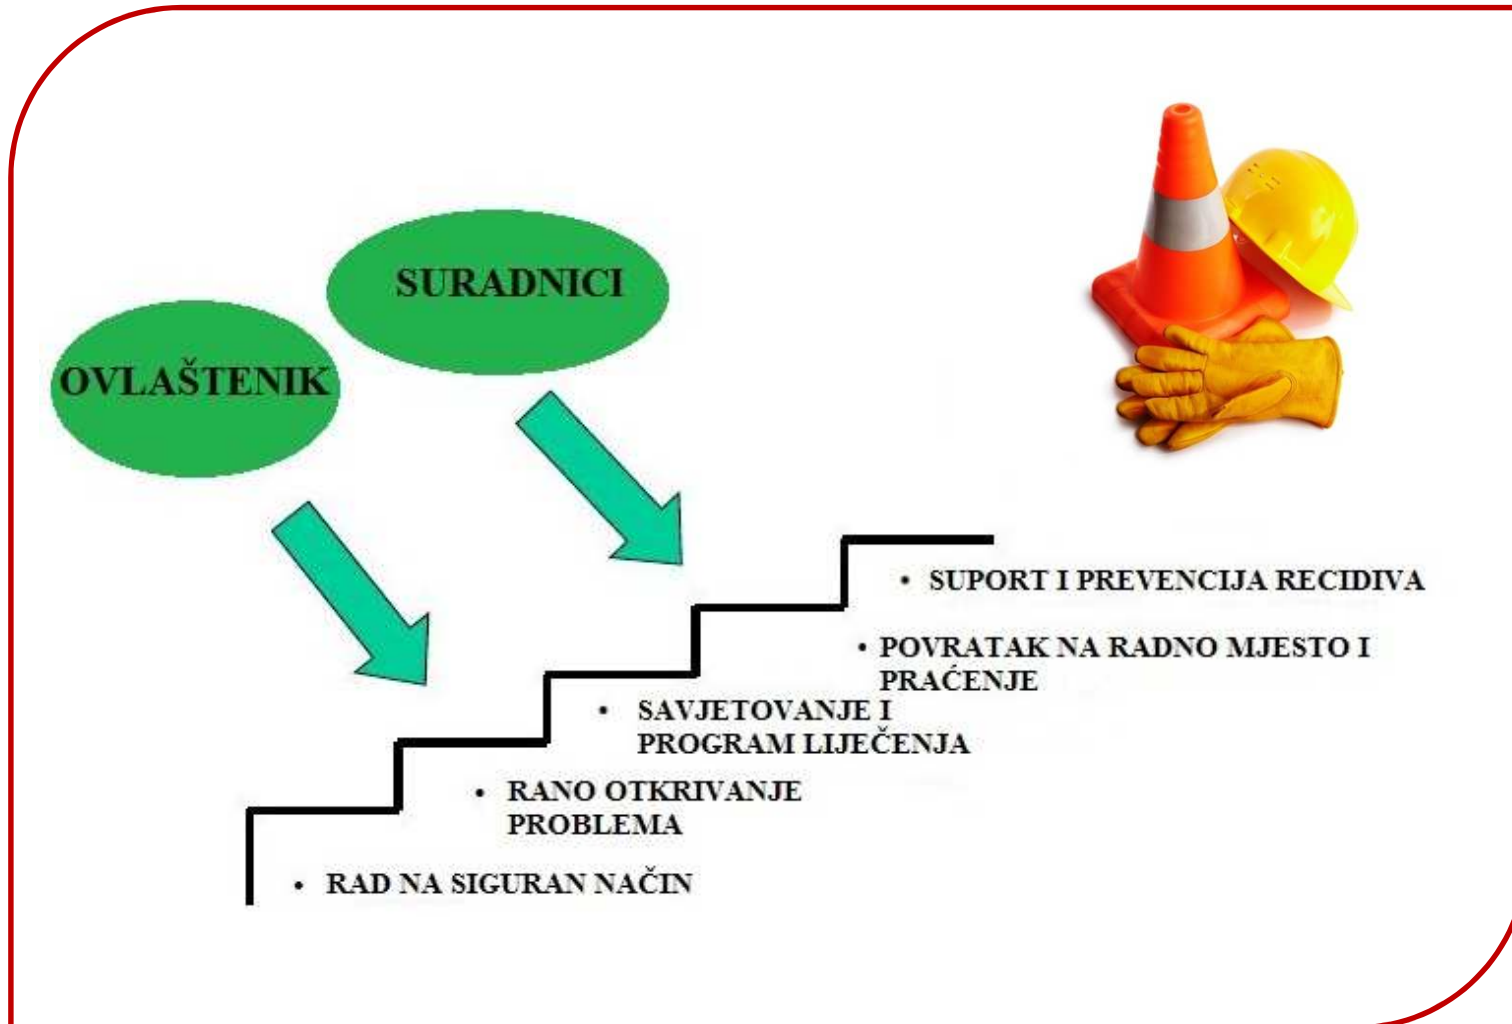 SURADNICI
OVLAŠTENIK
• SUPORT I PREVENCIJA RECIDIVA
• POVRATAK NA RADNO MJESTO I
PRAĆENJE
• SAVJETOVANJE I
PROGRAM LIJEČENJA
• RANO OTKRIVANJE
PROBLEMA
• RAD NA SIGURAN NAČIN